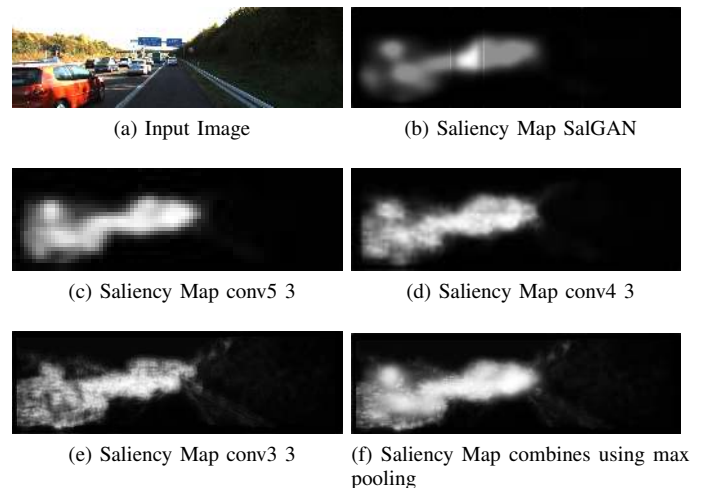 (a) Input Image
(b) Saliency Map SalGAN
(c) Saliency Map conv5 3
(d) Saliency Map conv4 3
(e) Saliency Map conv3 3
(f) Saliency Map combines using max
pooling